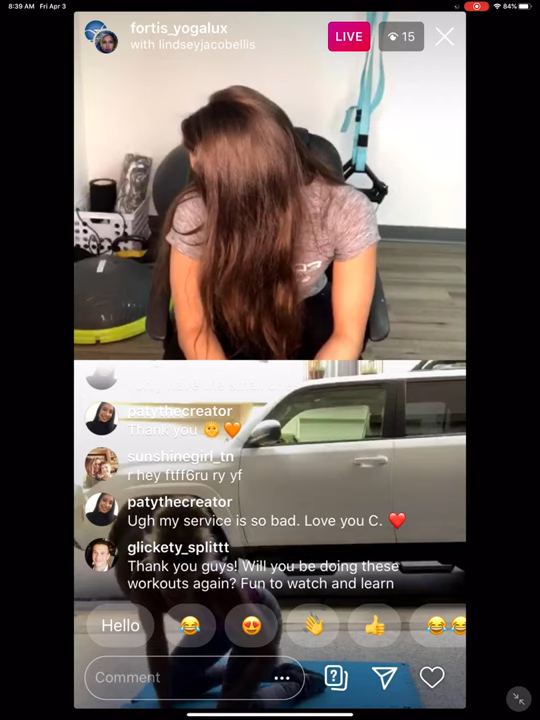 8:39 AM Fri Apr 3
84%
fortis_yogalux
with lindseyjacobellis
LIVE
15
patythecreator
Thank you 🙂🧡
sunshinegirl_tn
r hey ftff6ru ry yf
patythecreator
Ugh my service is so bad. Love you C. ❤️
glickety_splittt
Thank you guys! Will you be doing these
workouts again? Fun to watch and learn
Hello 😂 😍 👋 👍 😂😂
Comment